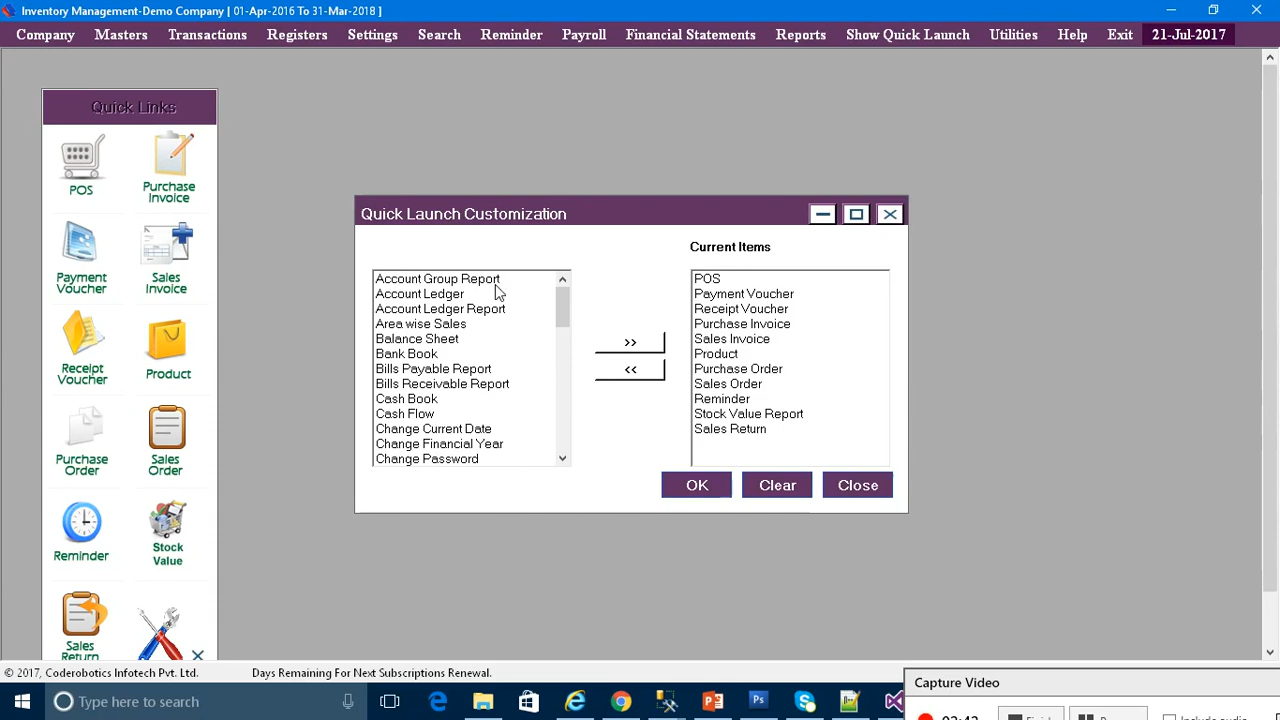 Inventory Management-Demo Company [ 01-Apr-2016 To 31-Mar-2018 ]
Company Masters Transactions Registers Settings Search Reminder Payroll Financial Statements Reports Show Quick Launch Utilities Help Exit 21-Jul-2017
Quick Links
POS
Purchase Invoice
Payment Voucher
Sales Invoice
Receipt Voucher
Product
Purchase Order
Sales Order
Reminder
Stock Value
Sales Return
Quick Launch Customization
Account Group Report
Account Ledger
Account Ledger Report
Area wise Sales
Balance Sheet
Bank Book
Bills Payable Report
Bills Receivable Report
Cash Book
Cash Flow
Change Current Date
Change Financial Year
Change Password
>>
<<
Current Items
POS
Payment Voucher
Receipt Voucher
Purchase Invoice
Sales Invoice
Product
Purchase Order
Sales Order
Reminder
Stock Value Report
Sales Return
OK Clear Close
© 2017, Coderobotics Infotech Pvt. Ltd. Days Remaining For Next Subscriptions Renewal.
Capture Video
Type here to search